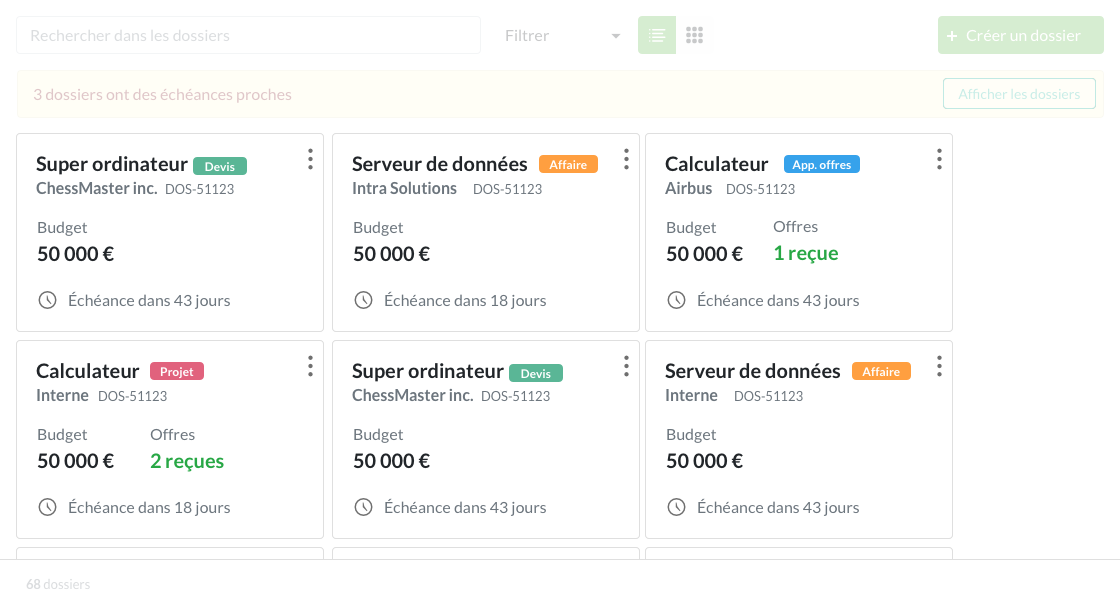 Rechercher dans les dossiers
Filtrer
+ Créer un dossier
3 dossiers ont des échéances proches
Afficher les dossiers
Super ordinateur Devis
ChessMaster inc. DOS-51123
Budget
50 000 €
Échéance dans 43 jours
Serveur de données Affaire
Intra Solutions DOS-51123
Budget
50 000 €
Échéance dans 18 jours
Calculateur App. offres
Airbus DOS-51123
Budget Offres
50 000 € 1 reçue
Échéance dans 43 jours
Calculateur Projet
Interne DOS-51123
Budget Offres
50 000 € 2 reçues
Échéance dans 18 jours
Super ordinateur Devis
ChessMaster inc. DOS-51123
Budget
50 000 €
Échéance dans 43 jours
Serveur de données Affaire
Interne DOS-51123
Budget
50 000 €
Échéance dans 43 jours
68 dossiers